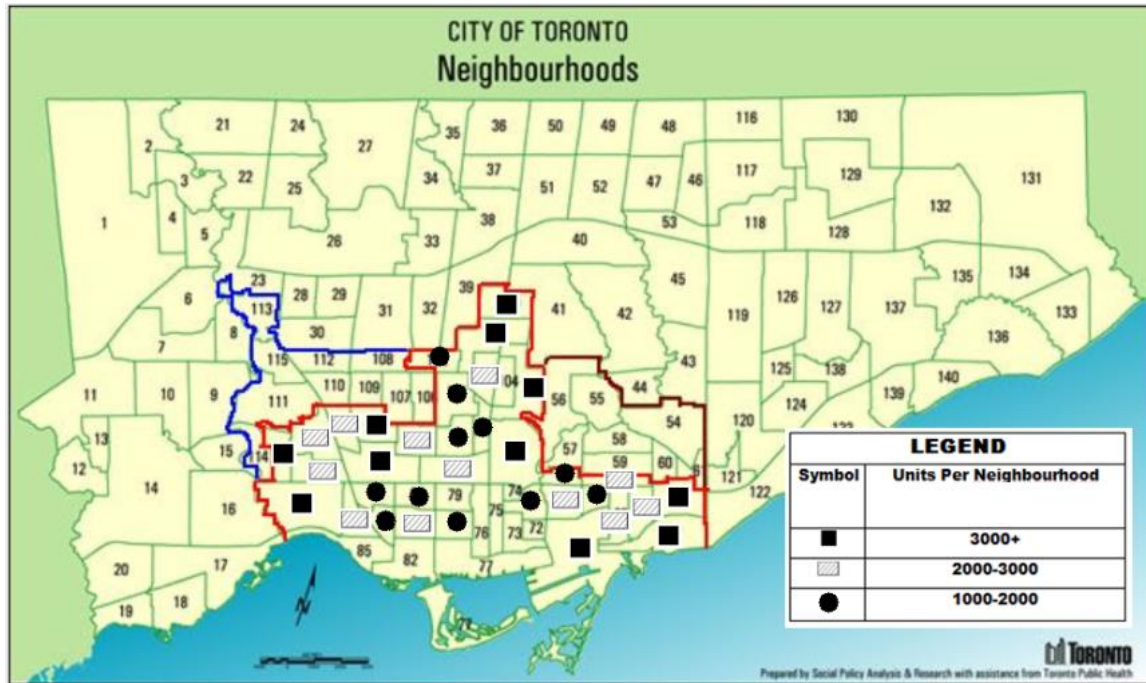 CITY OF TORONTO
Neighbourhoods
21 24 27 35 36 50 49 48 116 130
2 3 22 25 34 37 51 52 47 46 117 129 131
1 4 5 26 33 38 40 53 118 128 132
6 23 113 28 29 31 32 39 41 42 45 119 126 127 137 135 134 133
7 8 30 115 112 108 136
11 10 9 111 110 109 107 106 04 56 55 44 43 125 138 140
13 12 14 15 14 57 58 54 120 124 139
16 79 74 59 60 121 122
85 82 76 75 73 72 77
20 17 19 18
N
LEGEND
Symbol Units Per Neighbourhood
3000+
2000-3000
1000-2000
TORONTO
Prepared by Social Policy Analysis & Research with assistance from Toronto Public Health